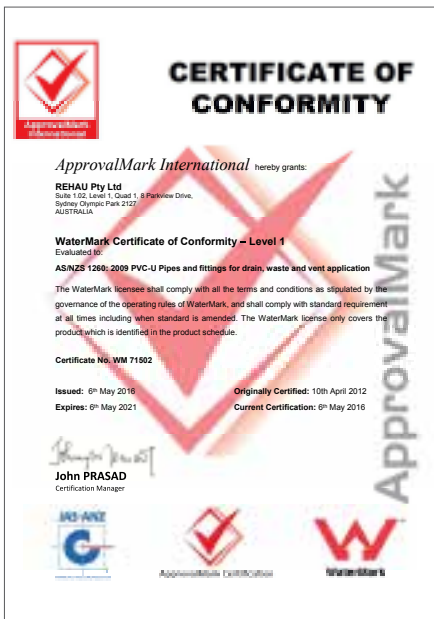 CERTIFICATE OF
CONFORMITY
ApprovalMark
International
ApprovalMark International hereby grants:
REHAU Pty Ltd
Suite 1.02, Level 1, Quad 1, 8 Parkview Drive,
Sydney Olympic Park 2127
AUSTRALIA
WaterMark Certificate of Conformity – Level 1
Evaluated to:
AS/NZS 1260: 2009 PVC-U Pipes and fittings for drain, waste and vent application
The WaterMark licensee shall comply with all the terms and conditions as stipulated by the
governance of the operating rules of WaterMark, and shall comply with standard requirement
at all times including when standard is amended. The WaterMark license only covers the
product which is identified in the product schedule.
Certificate No. WM 71502
Issued: 6th May 2016 Originally Certified: 10th April 2012
Expires: 6th May 2021 Current Certification: 6th May 2016
John PRASAD
Certification Manager
ApprovalMark
JAS-ANZ
ApprovalMark Certification
WaterMark